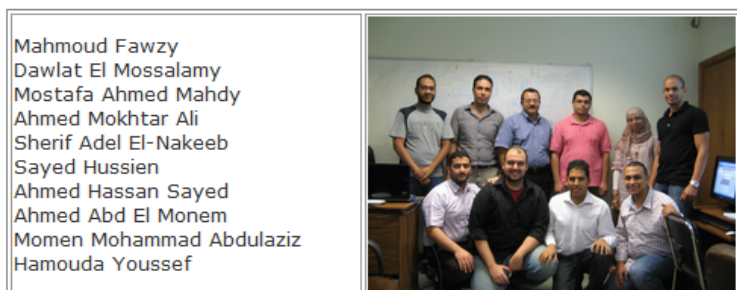 Mahmoud Fawzy
Dawlat El Mossalamy
Mostafa Ahmed Mahdy
Ahmed Mokhtar Ali
Sherif Adel El-Nakeeb
Sayed Hussien
Ahmed Hassan Sayed
Ahmed Abd El Monem
Momen Mohammad Abdulaziz
Hamouda Youssef